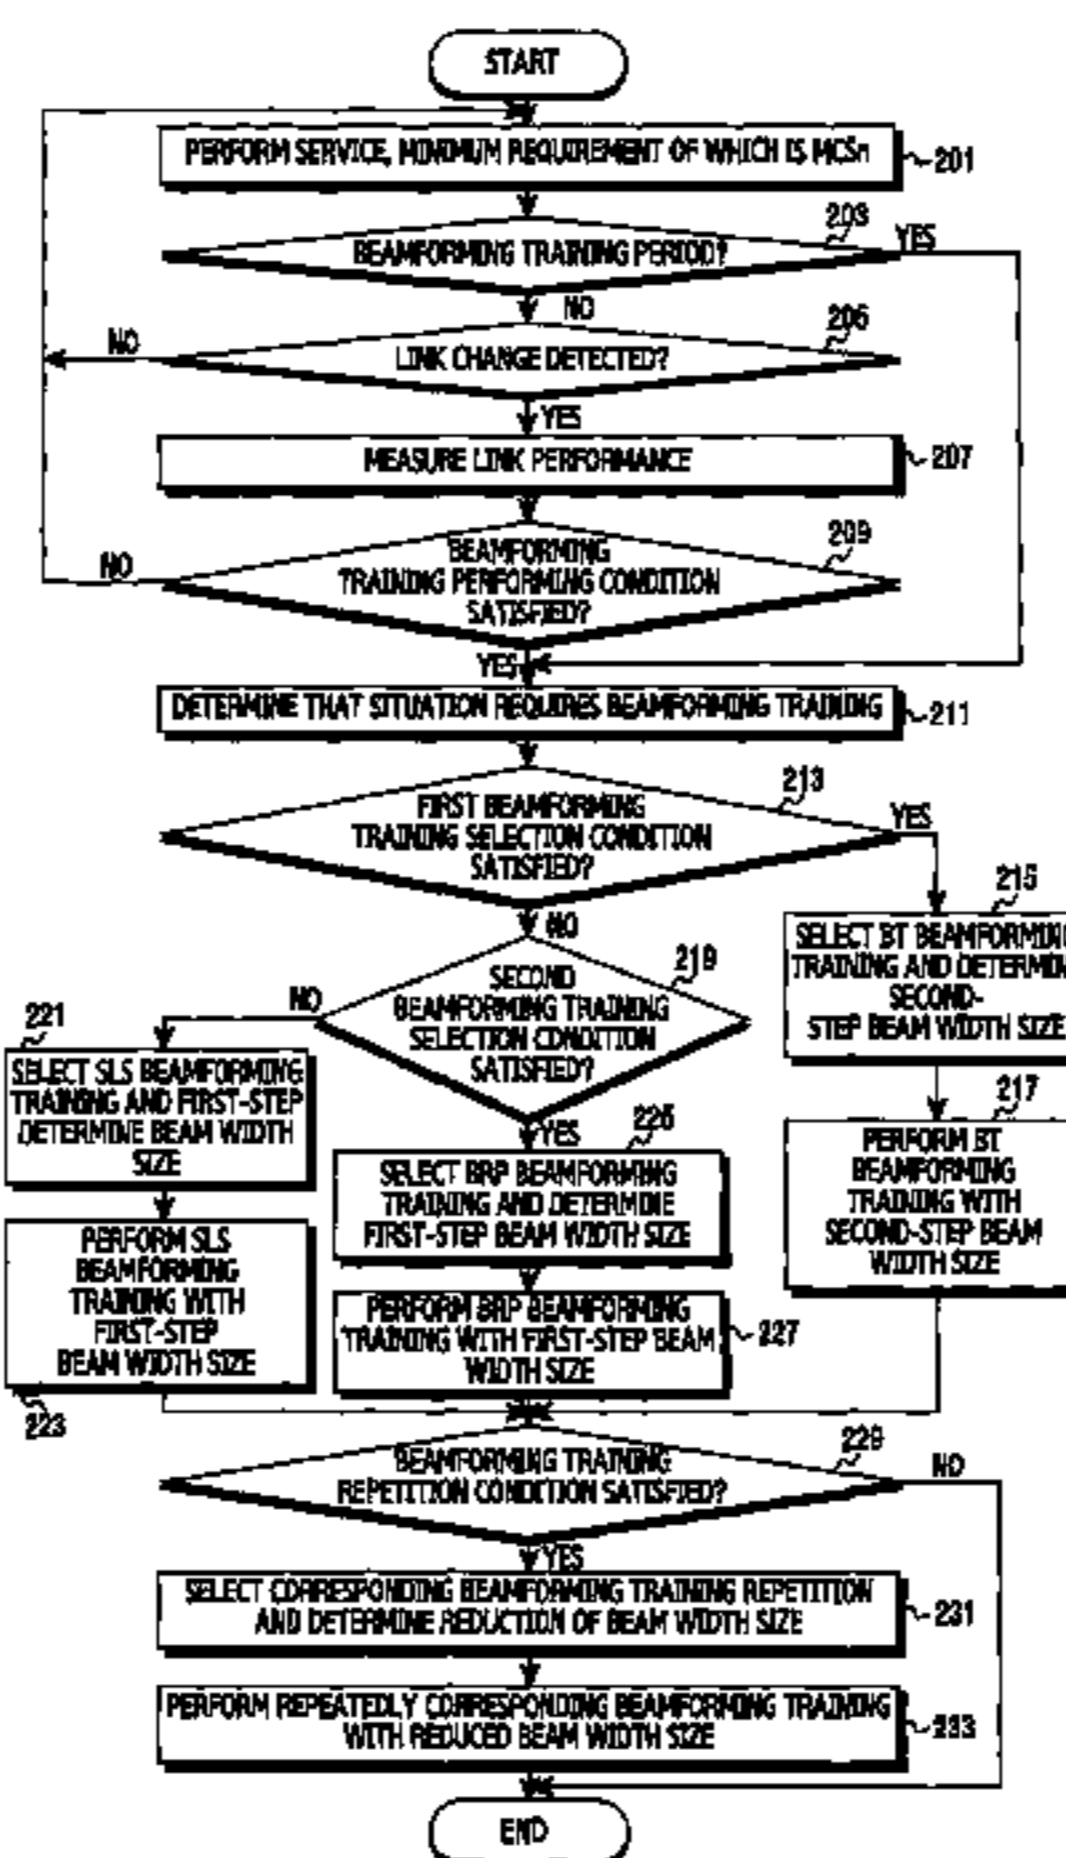 START
PERFORM SERVICE, MINIMUM REQUIREMENT OF WHICH IS MCSn
201
203
BEAMFORMING TRAINING PERIOD?
YES
NO
205
NO
LINK CHANGE DETECTED?
YES
MEASURE LINK PERFORMANCE
207
209
BEAMFORMING
TRAINING PERFORMING CONDITION
SATISFIED?
NO
YES
DETERMINE THAT SITUATION REQUIRES BEAMFORMING TRAINING
211
213
FIRST BEAMFORMING
TRAINING SELECTION CONDITION
SATISFIED?
YES
NO
215
SELECT BT BEAMFORMING
TRAINING AND DETERMINE
SECOND-
STEP BEAM WIDTH SIZE
219
SECOND
BEAMFORMING TRAINING
SELECTION CONDITION
SATISFIED?
NO
YES
221
SELECT SLS BEAMFORMING
TRAINING AND FIRST-STEP
DETERMINE BEAM WIDTH
SIZE
225
SELECT BRP BEAMFORMING
TRAINING AND DETERMINE
FIRST-STEP BEAM WIDTH SIZE
217
PERFORM BT
BEAMFORMING
TRAINING WITH
SECOND-STEP BEAM
WIDTH SIZE
PERFORM SLS
BEAMFORMING
TRAINING WITH
FIRST-STEP
BEAM WIDTH SIZE
223
PERFORM BRP BEAMFORMING
TRAINING WITH FIRST-STEP BEAM
WIDTH SIZE
227
229
BEAMFORMING TRAINING
REPETITION CONDITION SATISFIED?
NO
YES
SELECT CORRESPONDING BEAMFORMING TRAINING REPETITION
AND DETERMINE REDUCTION OF BEAM WIDTH SIZE
231
PERFORM REPEATEDLY CORRESPONDING BEAMFORMING TRAINING
WITH REDUCED BEAM WIDTH SIZE
233
END